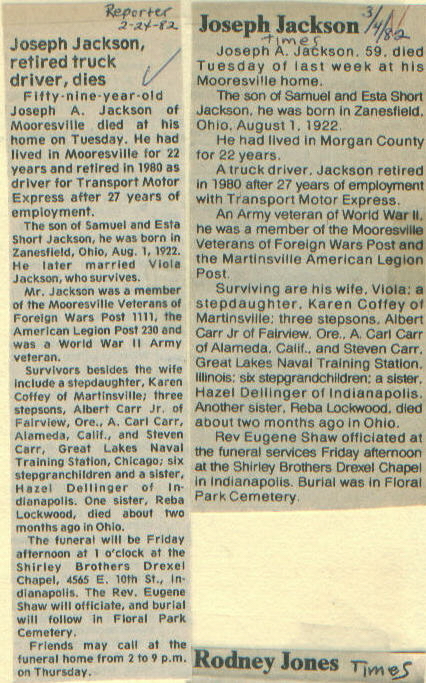 Reporter
2-24-82
Joseph Jackson,
retired truck
driver, dies
Fifty-nine-year-old
Joseph A. Jackson of
Mooresville died at his
home on Tuesday. He had
lived in Mooresville for 22
years and retired in 1980 as
driver for Transport Motor
Express after 27 years of
employment.
The son of Samuel and Esta
Short Jackson, he was born in
Zanesfield, Ohio, Aug. 1, 1922.
He later married Viola
Jackson, who survives.
Mr. Jackson was a member
of the Mooresville Veterans of
Foreign Wars Post 1111, the
American Legion Post 230 and
was a World War II Army
veteran.
Survivors besides the wife
include a stepdaughter, Karen
Coffey of Martinsville; three
stepsons, Albert Carr Jr. of
Fairview, Ore., A. Carl Carr,
Alameda, Calif., and Steven
Carr, Great Lakes Naval
Training Station, Chicago; six
stepgrandchildren and a sister,
Hazel Dellinger of In-
dianapolis. One sister, Reba
Lockwood, died about two
months ago in Ohio.
The funeral will be Friday
afternoon at 1 o'clock at the
Shirley Brothers Drexel
Chapel, 4565 E. 10th St., In-
dianapolis. The Rev. Eugene
Shaw will officiate, and burial
will follow in Floral Park
Cemetery.
Friends may call at the
funeral home from 2 to 9 p.m.
on Thursday.
Joseph Jackson
3/4/82
Times
Joseph A. Jackson, 59, died
Tuesday of last week at his
Mooresville home.
The son of Samuel and Esta Short
Jackson, he was born in Zanesfield,
Ohio, August 1, 1922.
He had lived in Morgan County
for 22 years.
A truck driver, Jackson retired
in 1980 after 27 years of employment
with Transport Motor Express.
An Army veteran of World War II,
he was a member of the Mooresville
Veterans of Foreign Wars Post and
the Martinsville American Legion
Post.
Surviving are his wife, Viola; a
stepdaughter, Karen Coffey of
Martinsville; three stepsons, Albert
Carr Jr of Fairview, Ore., A. Carl Carr
of Alameda, Calif., and Steven Carr,
Great Lakes Naval Training Station,
Illinois; six stepgrandchildren; a sister,
Hazel Dellinger of Indianapolis.
Another sister, Reba Lockwood, died
about two months ago in Ohio.
Rev Eugene Shaw officiated at
the funeral services Friday afternoon
at the Shirley Brothers Drexel Chapel
in Indianapolis. Burial was in Floral
Park Cemetery.
Rodney Jones Times